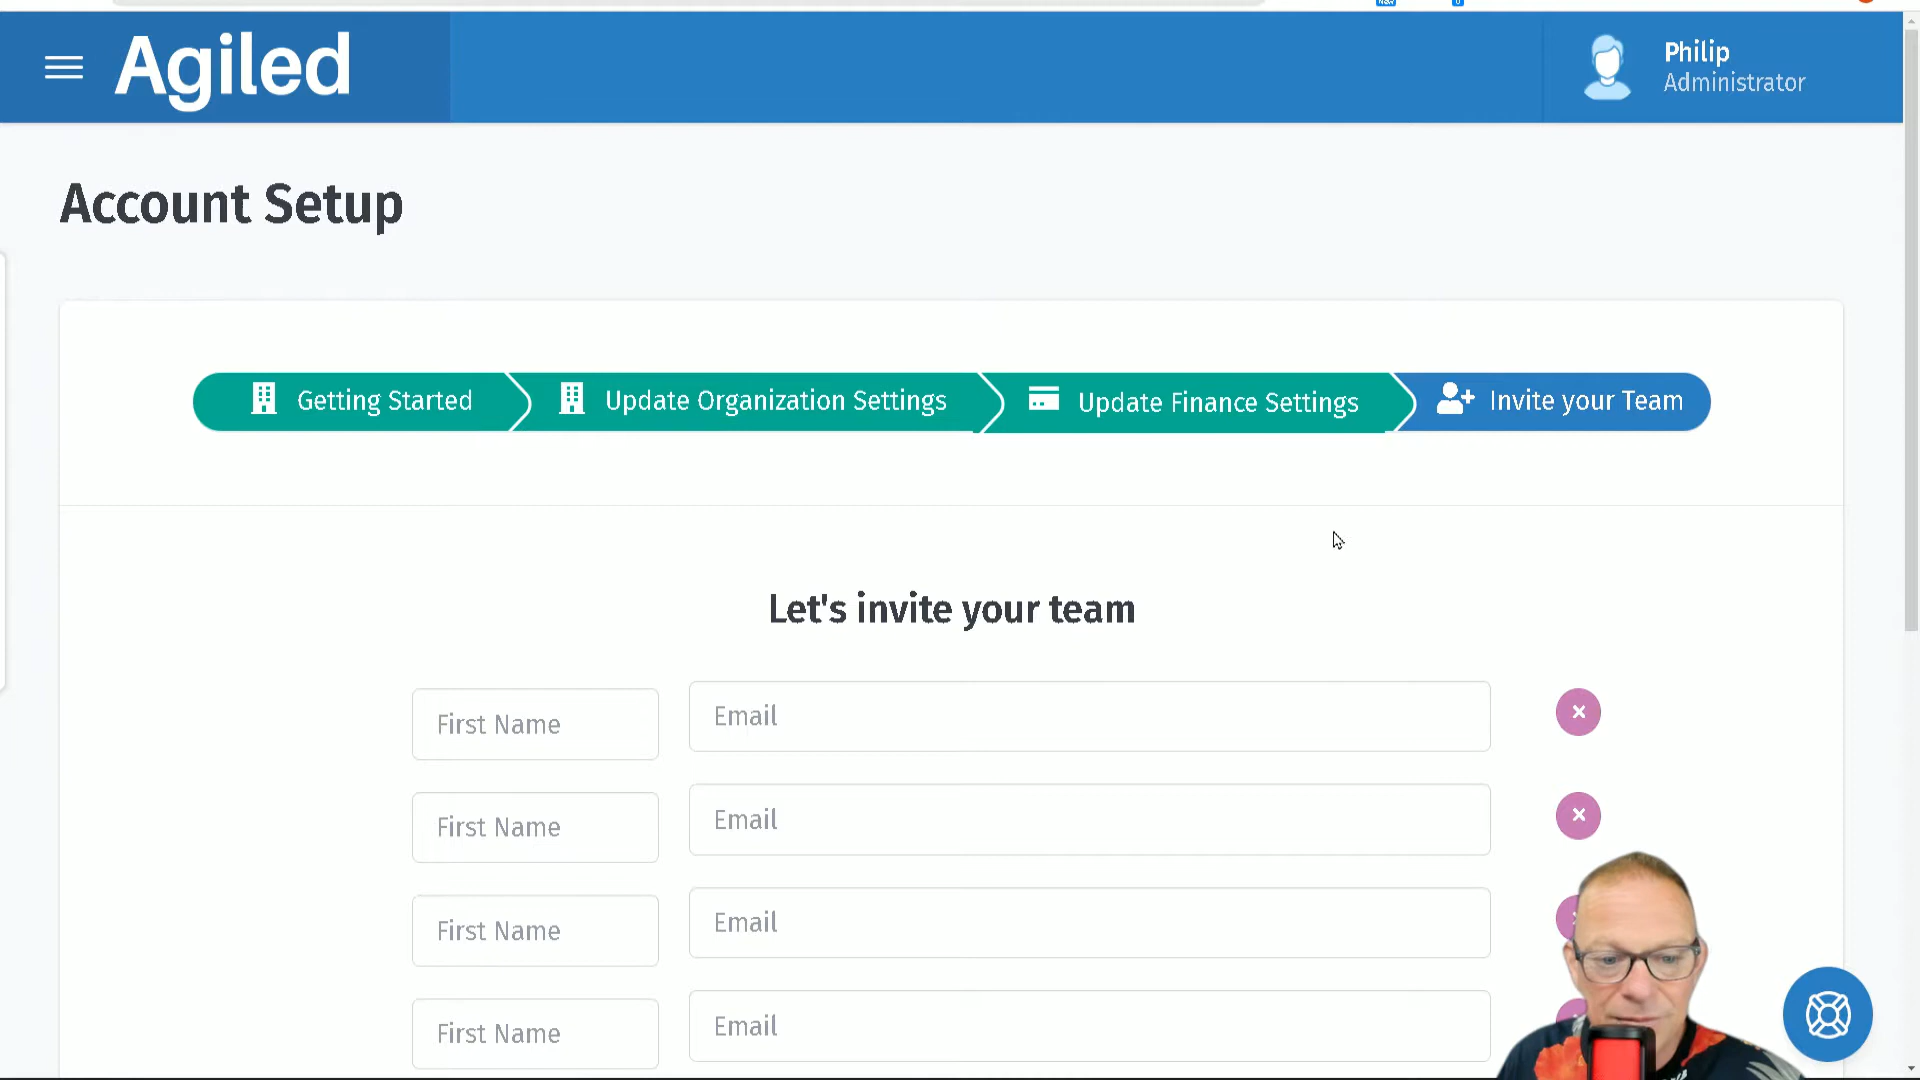 New
Agiled
Philip
Administrator
Account Setup
Getting Started
Update Organization Settings
Update Finance Settings
Invite your Team
Let's invite your team
First Name
Email
First Name
Email
First Name
Email
First Name
Email